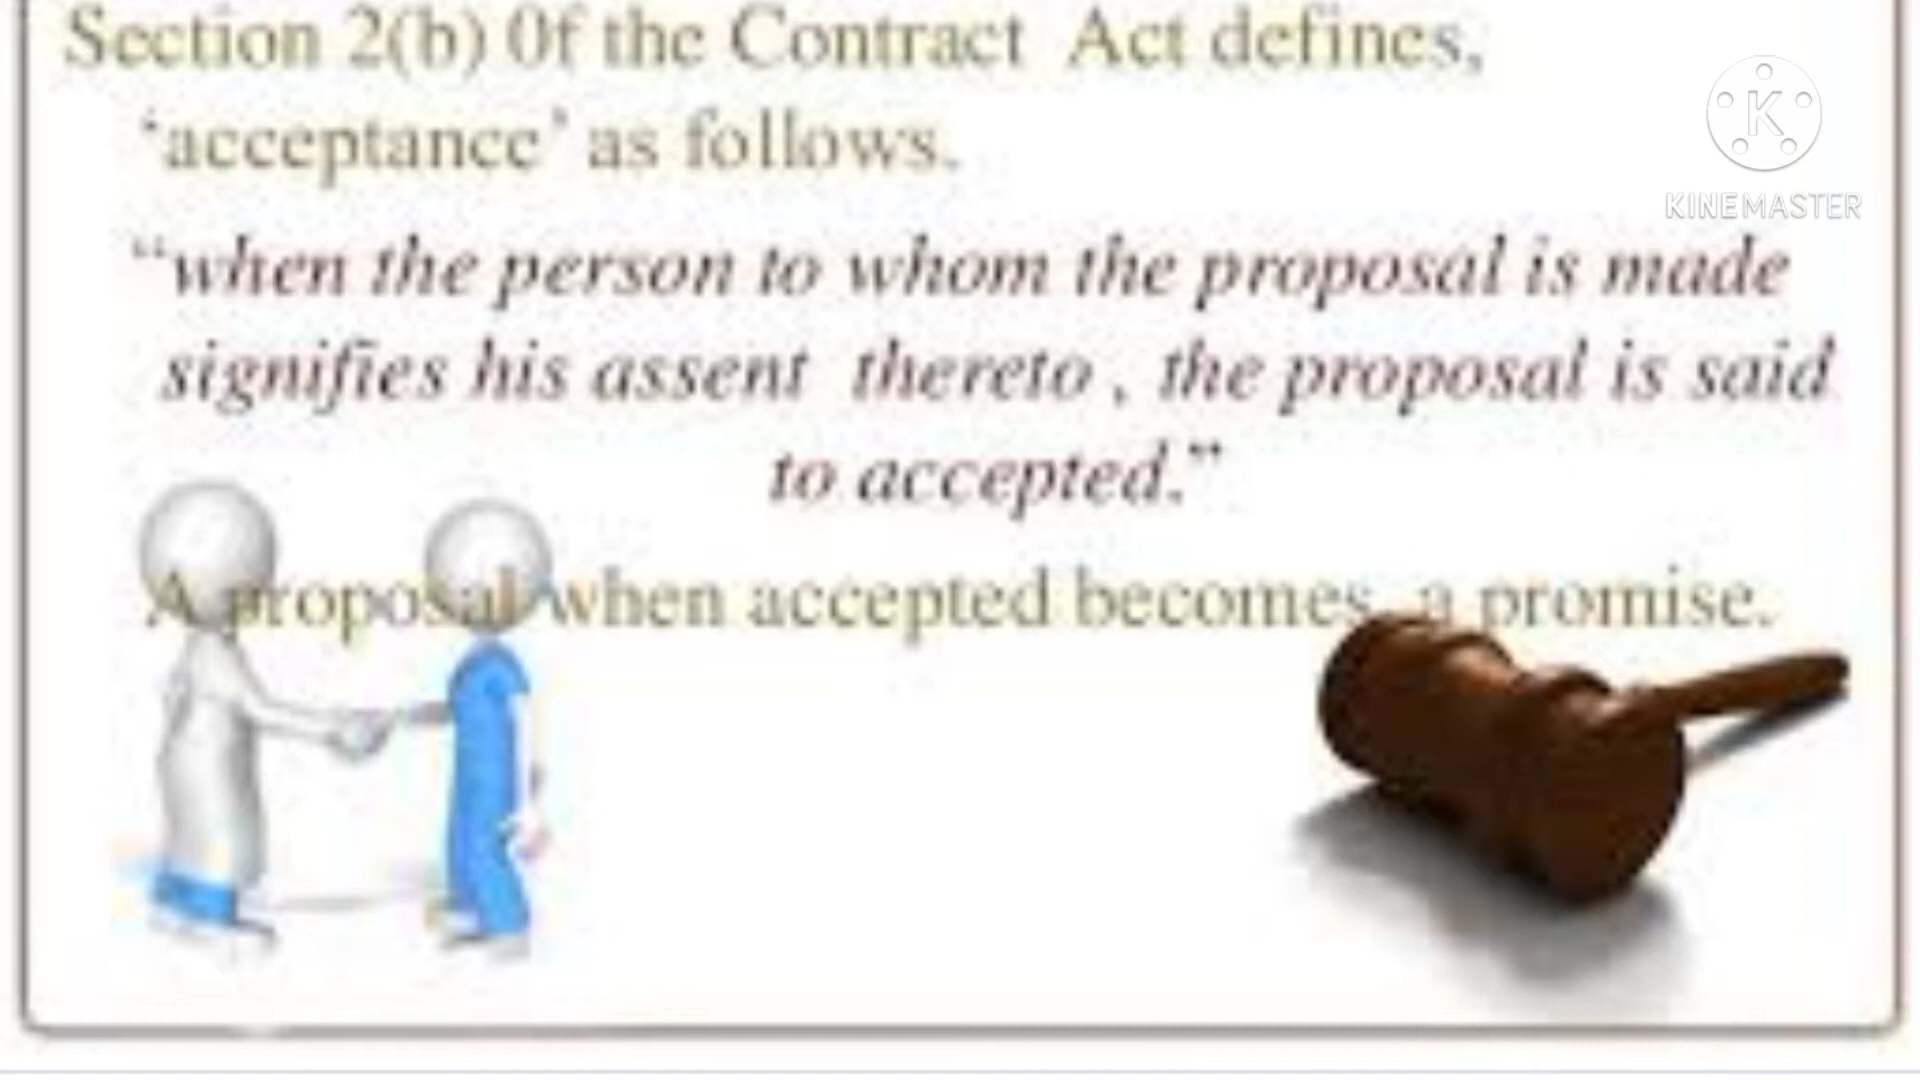 Section 2(b) 0f the Contract Act defines,
‘acceptance’ as follows.
“when the person to whom the proposal is made
signifies his assent thereto , the proposal is said
to accepted.”
A proposal when accepted becomes a promise.
K
KINEMASTER